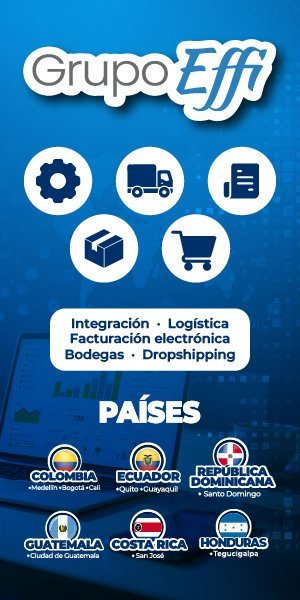 Grupo Effi
Integración · Logística
Facturación electrónica
Bodegas · Dropshipping
PAÍSES
COLOMBIA
•Medellín •Bogotá •Cali
ECUADOR
•Quito •Guayaquil
REPÚBLICA
DOMINICANA
• Santo Domingo
GUATEMALA
•Ciudad de Guatemala
COSTA RICA
•San José
HONDURAS
•Tegucigalpa